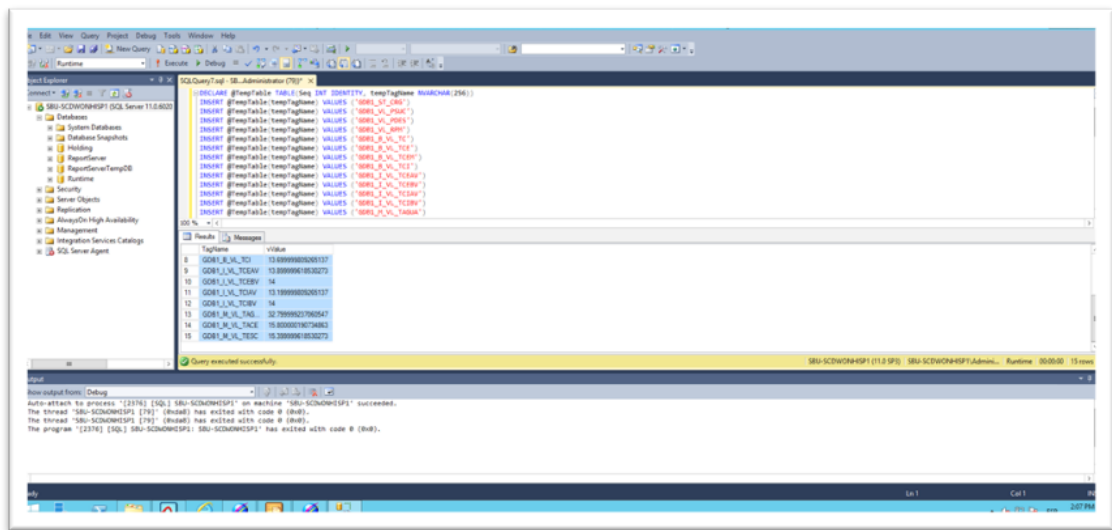 Edit View Query Project Debug Tools Window Help
New Query
Runtime Execute Debug
Object Explorer
SQLQuery7.sql - SB...Administrator (79))*
Connect
SBU-SCDWONHISP1 (SQL Server 11.0.6020
Databases
System Databases
Database Snapshots
Holding
ReportServer
ReportServerTempDB
Runtime
Security
Server Objects
Replication
AlwaysOn High Availability
Management
Integration Services Catalogs
SQL Server Agent
DECLARE @TempTable TABLE(Seq INT IDENTITY, tempTagName NVARCHAR(256))
INSERT @TempTable(tempTagName) VALUES ('GDB1_ST_CRG')
INSERT @TempTable(tempTagName) VALUES ('GDB1_VL_PSUC')
INSERT @TempTable(tempTagName) VALUES ('GDB1_VL_PDES')
INSERT @TempTable(tempTagName) VALUES ('GDB1_VL_RPM')
INSERT @TempTable(tempTagName) VALUES ('GDB1_B_VL_TC')
INSERT @TempTable(tempTagName) VALUES ('GDB1_B_VL_TCE')
INSERT @TempTable(tempTagName) VALUES ('GDB1_B_VL_TCEM')
INSERT @TempTable(tempTagName) VALUES ('GDB1_B_VL_TCI')
INSERT @TempTable(tempTagName) VALUES ('GDB1_I_VL_TCEAV')
INSERT @TempTable(tempTagName) VALUES ('GDB1_I_VL_TCEBV')
INSERT @TempTable(tempTagName) VALUES ('GDB1_I_VL_TCIAV')
INSERT @TempTable(tempTagName) VALUES ('GDB1_I_VL_TCIBV')
INSERT @TempTable(tempTagName) VALUES ('GDB1_M_VL_TAGUA')
100 %
Results Messages
TagName vValue
8 GDB1_B_VL_TCI 13.699999809265137
9 GDB1_I_VL_TCEAV 13.899999618530273
10 GDB1_I_VL_TCEBV 14
11 GDB1_I_VL_TCIAV 13.199999809265137
12 GDB1_I_VL_TCIBV 14
13 GDB1_M_VL_TAG... 32.799999237060547
14 GDB1_M_VL_TACE 15.800000190734863
15 GDB1_M_VL_TESC 15.399999618530273
Query executed successfully.
SBU-SCDWONHISP1 (11.0 SP3) SBU-SCDWONHISP1\Admini... Runtime 00:00:00 15 rows
Output
Show output from: Debug
Auto-attach to process '[2376] [SQL] SBU-SCDWONHISP1' on machine 'SBU-SCDWONHISP1' succeeded.
The thread 'SBU-SCDWONHISP1 [79]' (0xda8) has exited with code 0 (0x0).
The thread 'SBU-SCDWONHISP1 [79]' (0xda8) has exited with code 0 (0x0).
The program '[2376] [SQL] SBU-SCDWONHISP1: SBU-SCDWONHISP1' has exited with code 0 (0x0).
Ln 1 Col 1
2:07 PM